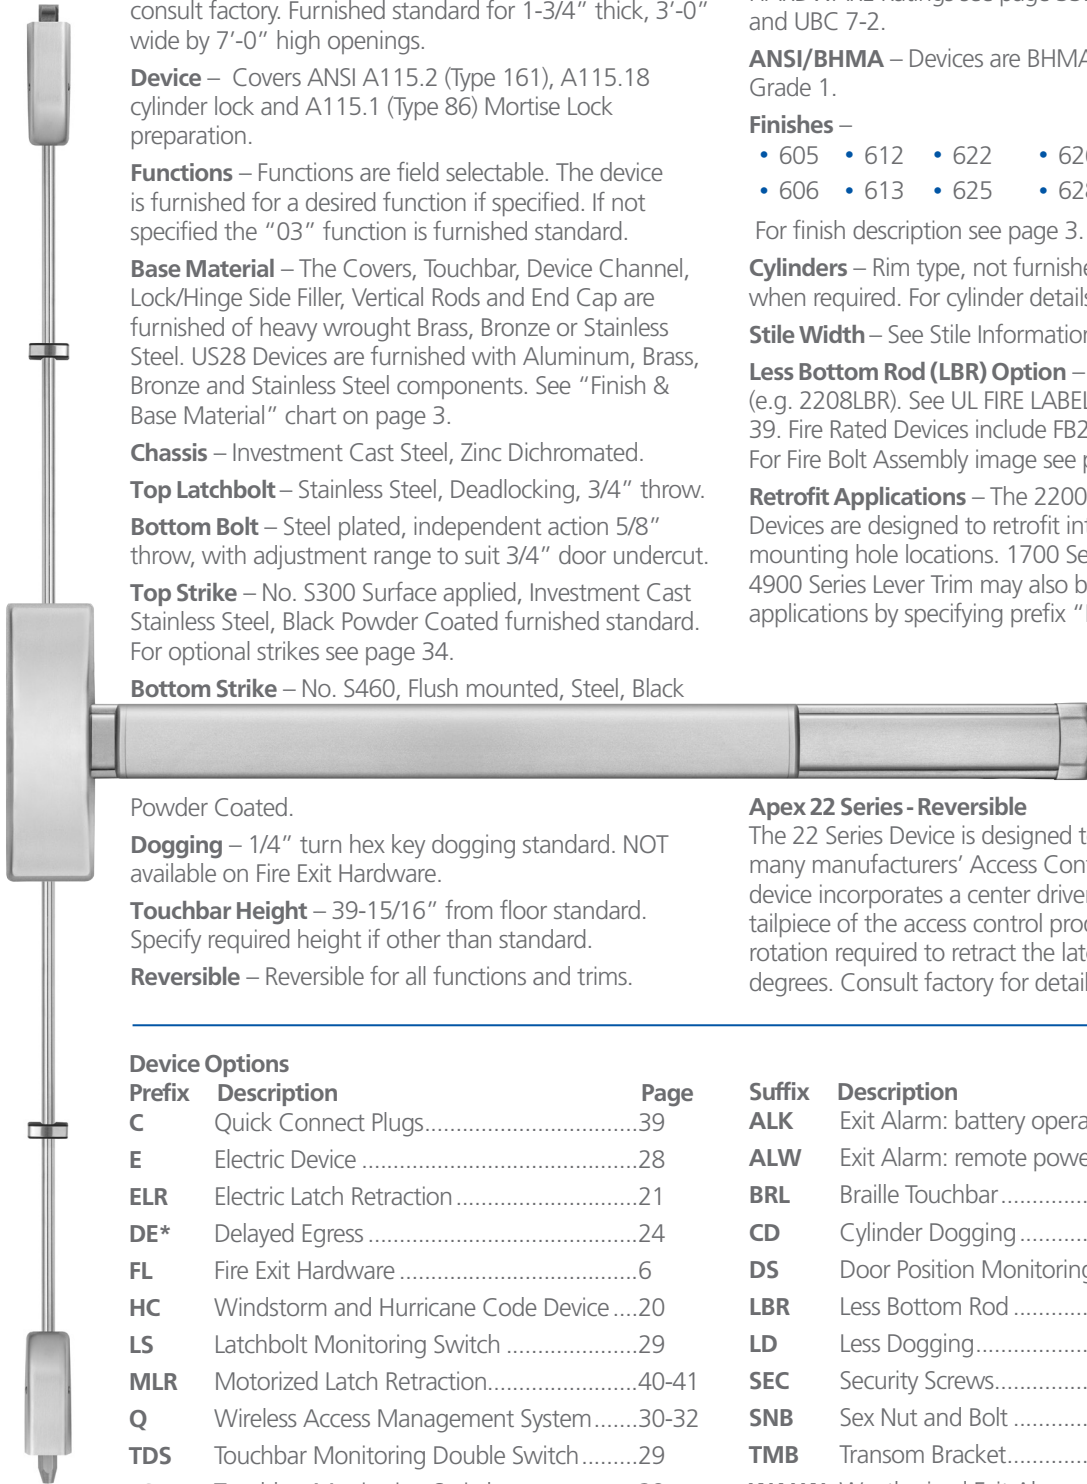 consult factory. Furnished standard for 1-3/4” thick, 3’-0”
wide by 7’-0” high openings.
Device – Covers ANSI A115.2 (Type 161), A115.18
cylinder lock and A115.1 (Type 86) Mortise Lock
preparation.
Functions – Functions are field selectable. The device
is furnished for a desired function if specified. If not
specified the “03” function is furnished standard.
Base Material – The Covers, Touchbar, Device Channel,
Lock/Hinge Side Filler, Vertical Rods and End Cap are
furnished of heavy wrought Brass, Bronze or Stainless
Steel. US28 Devices are furnished with Aluminum, Brass,
Bronze and Stainless Steel components. See “Finish &
Base Material” chart on page 3.
Chassis – Investment Cast Steel, Zinc Dichromated.
Top Latchbolt – Stainless Steel, Deadlocking, 3/4” throw.
Bottom Bolt – Steel plated, independent action 5/8”
throw, with adjustment range to suit 3/4” door undercut.
Top Strike – No. S300 Surface applied, Investment Cast
Stainless Steel, Black Powder Coated furnished standard.
For optional strikes see page 34.
Bottom Strike – No. S460, Flush mounted, Steel, Black
Powder Coated.
Dogging – 1/4” turn hex key dogging standard. NOT
available on Fire Exit Hardware.
Touchbar Height – 39-15/16” from floor standard.
Specify required height if other than standard.
Reversible – Reversible for all functions and trims.
and UBC 7-2.
ANSI/BHMA – Devices are BHMA
Grade 1.
Finishes –
• 605 • 612 • 622 •
• 606 • 613 • 625 •
For finish description see page 3.
Cylinders – Rim type, not
when required. For cylinder details
Stile Width – See Stile Information
Less Bottom Rod (LBR) Option –
(e.g. 2208LBR). See UL FIRE LABEL
39. Fire Rated Devices include
For Fire Bolt Assembly image see
Retrofit Applications – The 2200
Devices are designed to retrofit
mounting hole locations. 1700
4900 Series Lever Trim may also
applications by specifying prefix
Apex 22 Series - Reversible
The 22 Series Device is designed
many manufacturers’ Access
device incorporates a center
tailpiece of the access control
rotation required to retract the
degrees. Consult factory for
Device Options
Prefix Description Page
C Quick Connect Plugs..................................39
E Electric Device ............................................28
ELR Electric Latch Retraction .............................21
DE* Delayed Egress ...........................................24
FL Fire Exit Hardware ......................................6
HC Windstorm and Hurricane Code Device ....20
LS Latchbolt Monitoring Switch .....................29
MLR Motorized Latch Retraction........................40-41
Q Wireless Access Management System.......30-32
TDS Touchbar Monitoring Double Switch.........29
Suffix Description
ALK Exit Alarm: battery
ALW Exit Alarm: remote
BRL Braille Touchbar..............
CD Cylinder Dogging...........
DS Door Position Monitoring
LBR Less Bottom Rod ............
LD Less Dogging..................
SEC Security Screws...............
SNB Sex Nut and Bolt ............
TMB Transom Bracket.............